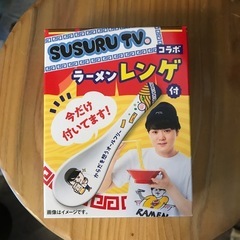 SUSURU TV.
コラボ
ラーメンレンゲ
付
今だけ
付いてます!
RAMEN
画像はイメージです。